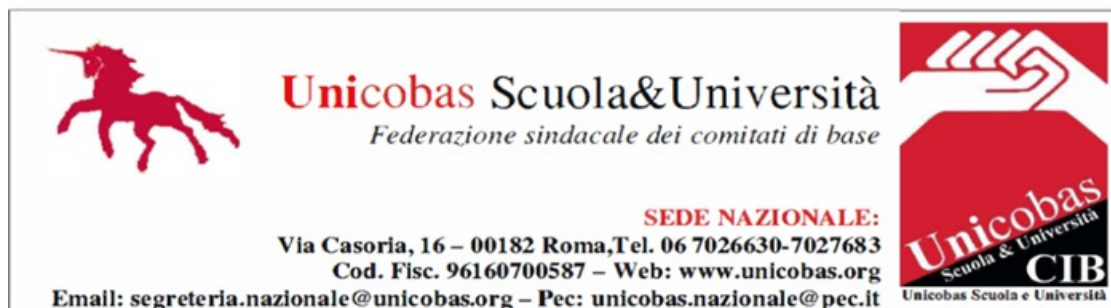 Unicobas Scuola&Università
Federazione sindacale dei comitati di base
SEDE NAZIONALE:
Via Casoria, 16 – 00182 Roma,Tel. 06 7026630-7027683
Cod. Fisc. 96160700587 – Web: www.unicobas.org
Email: segreteria.nazionale@unicobas.org – Pec: unicobas.nazionale@pec.it
Unicobas
Scuola & Università
CIB
Unicobas Scuola e Università